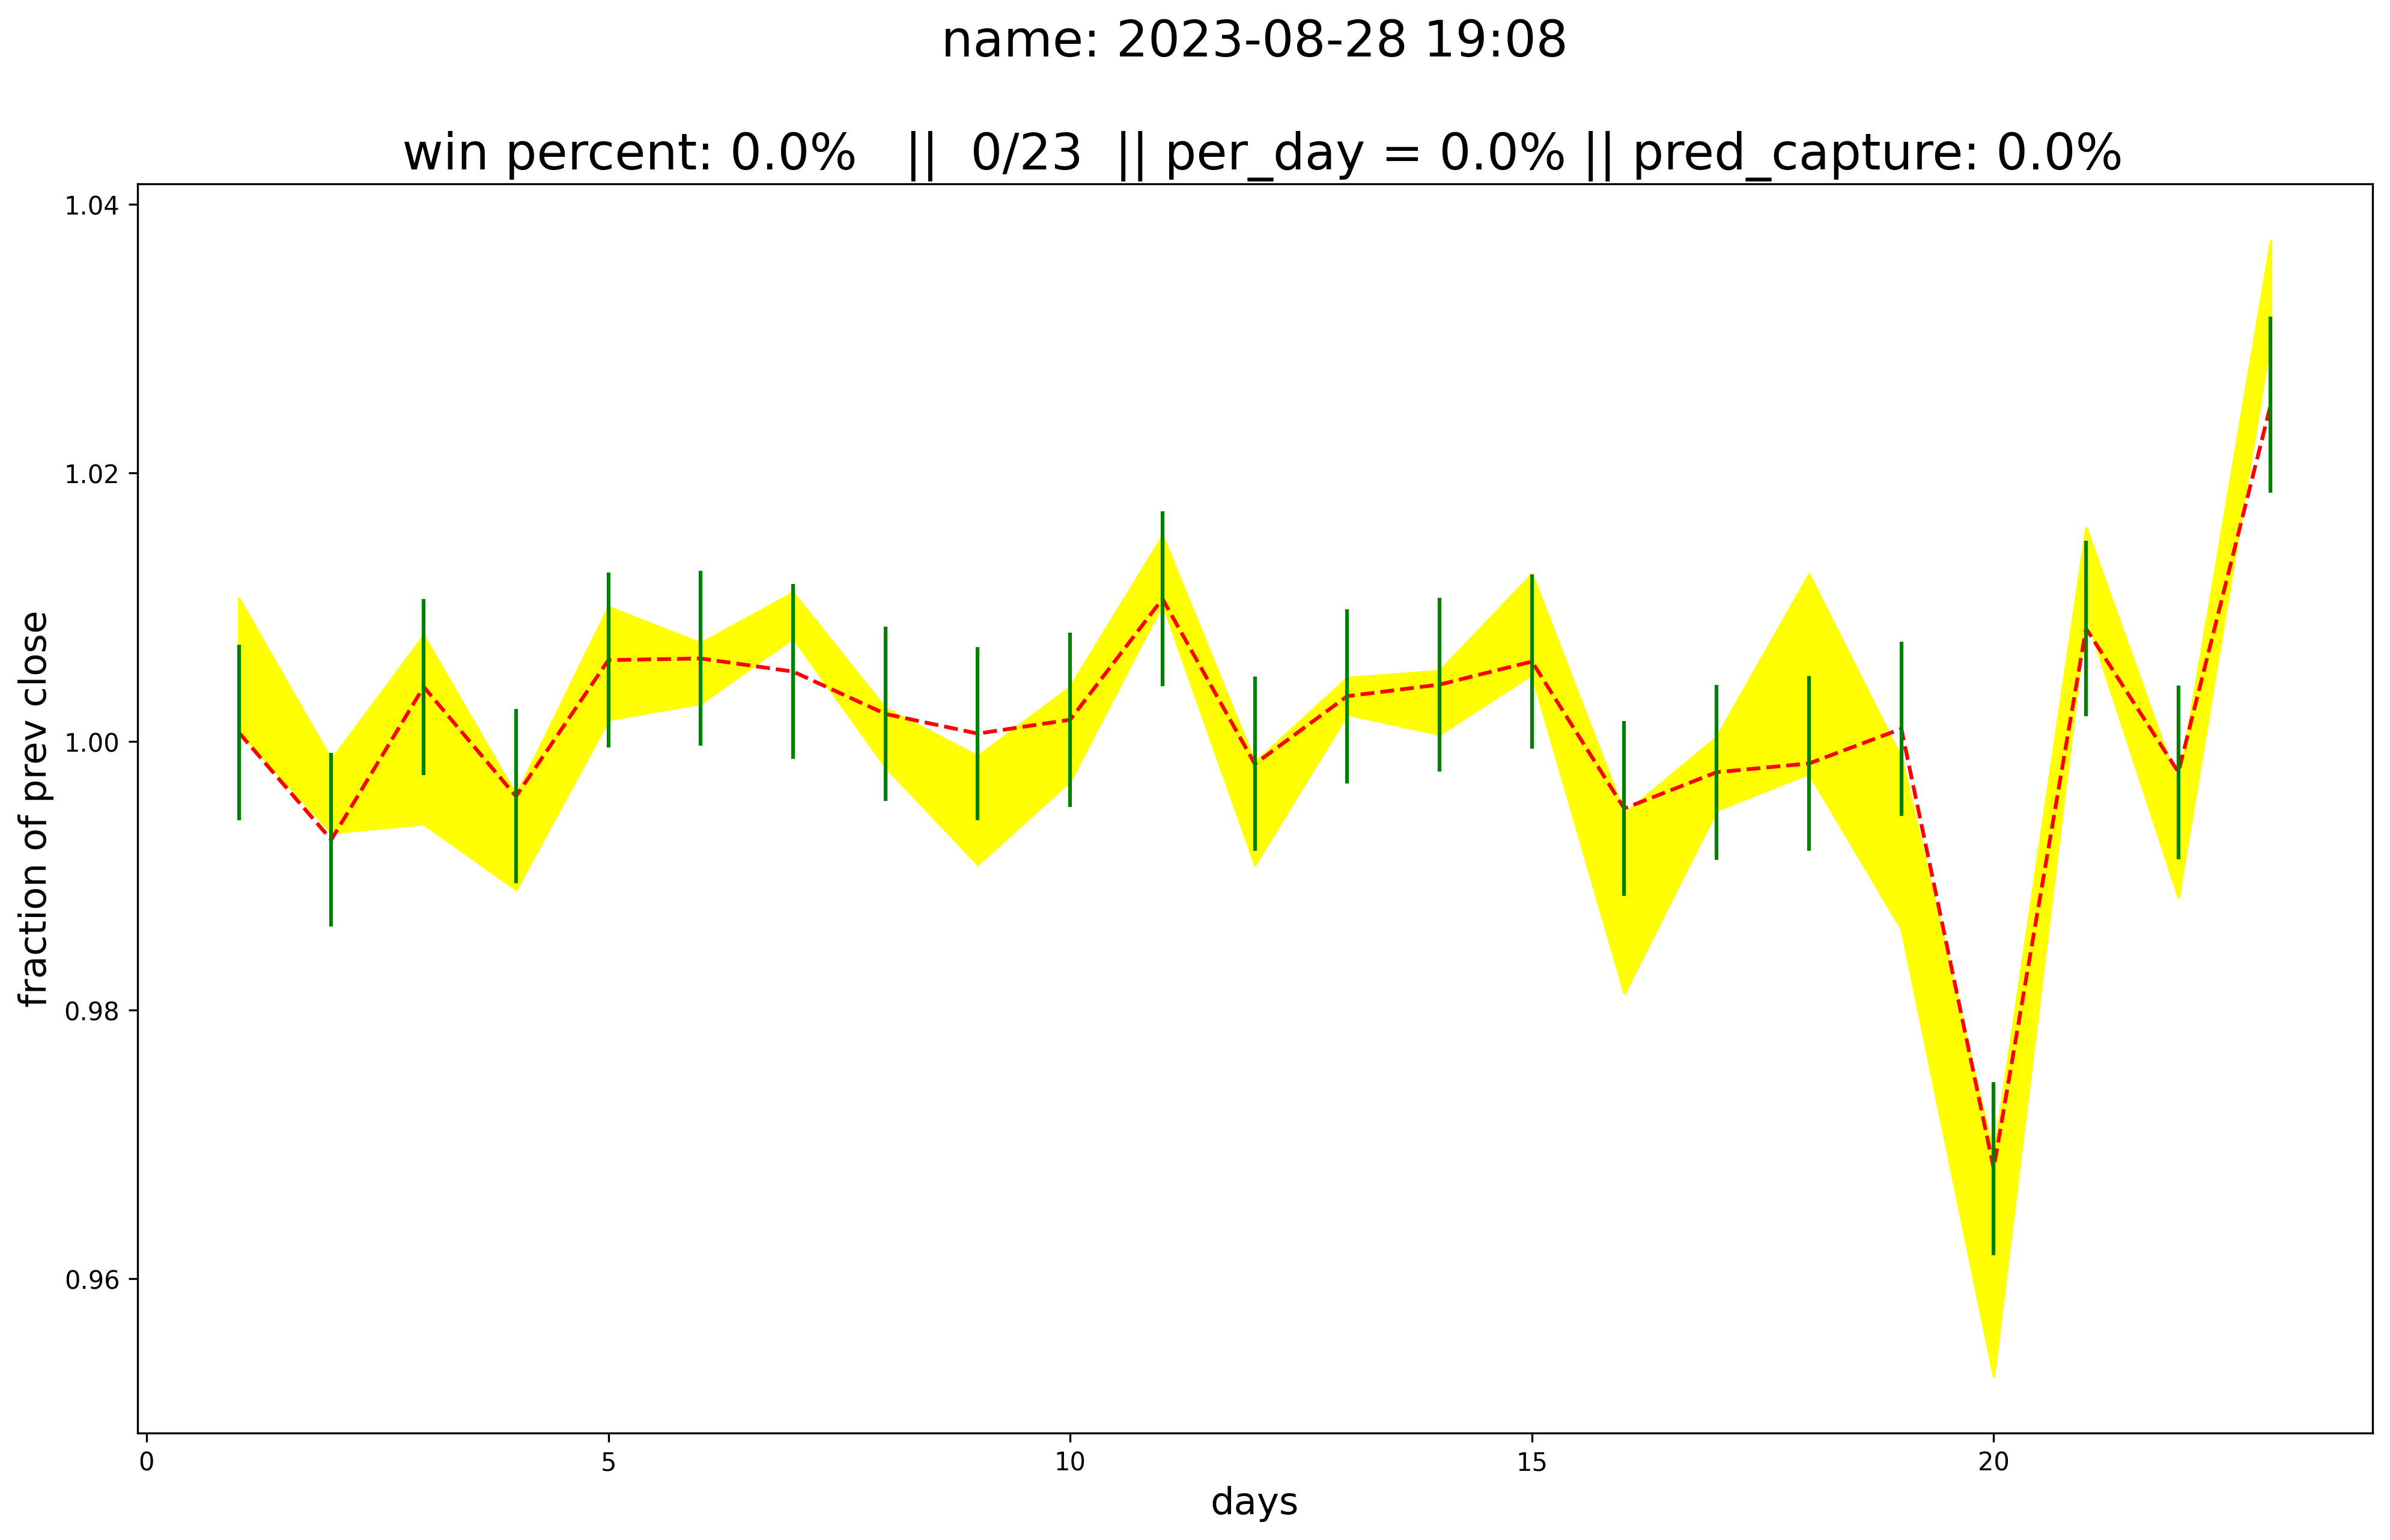 name: 2023-08-28 19:08
win percent: 0.0% || 0/23 || per_day = 0.0% || pred_capture: 0.0%
1.04
1.02
1.00
0.98
0.96
fraction of prev close
0 5 10 15 20
days